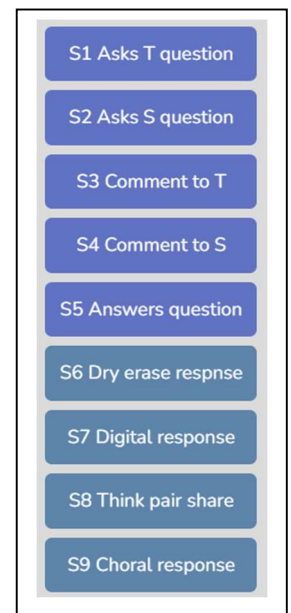 S1 Asks T question
S2 Asks S question
S3 Comment to T
S4 Comment to S
S5 Answers question
S6 Dry erase respnse
S7 Digital response
S8 Think pair share
S9 Choral response